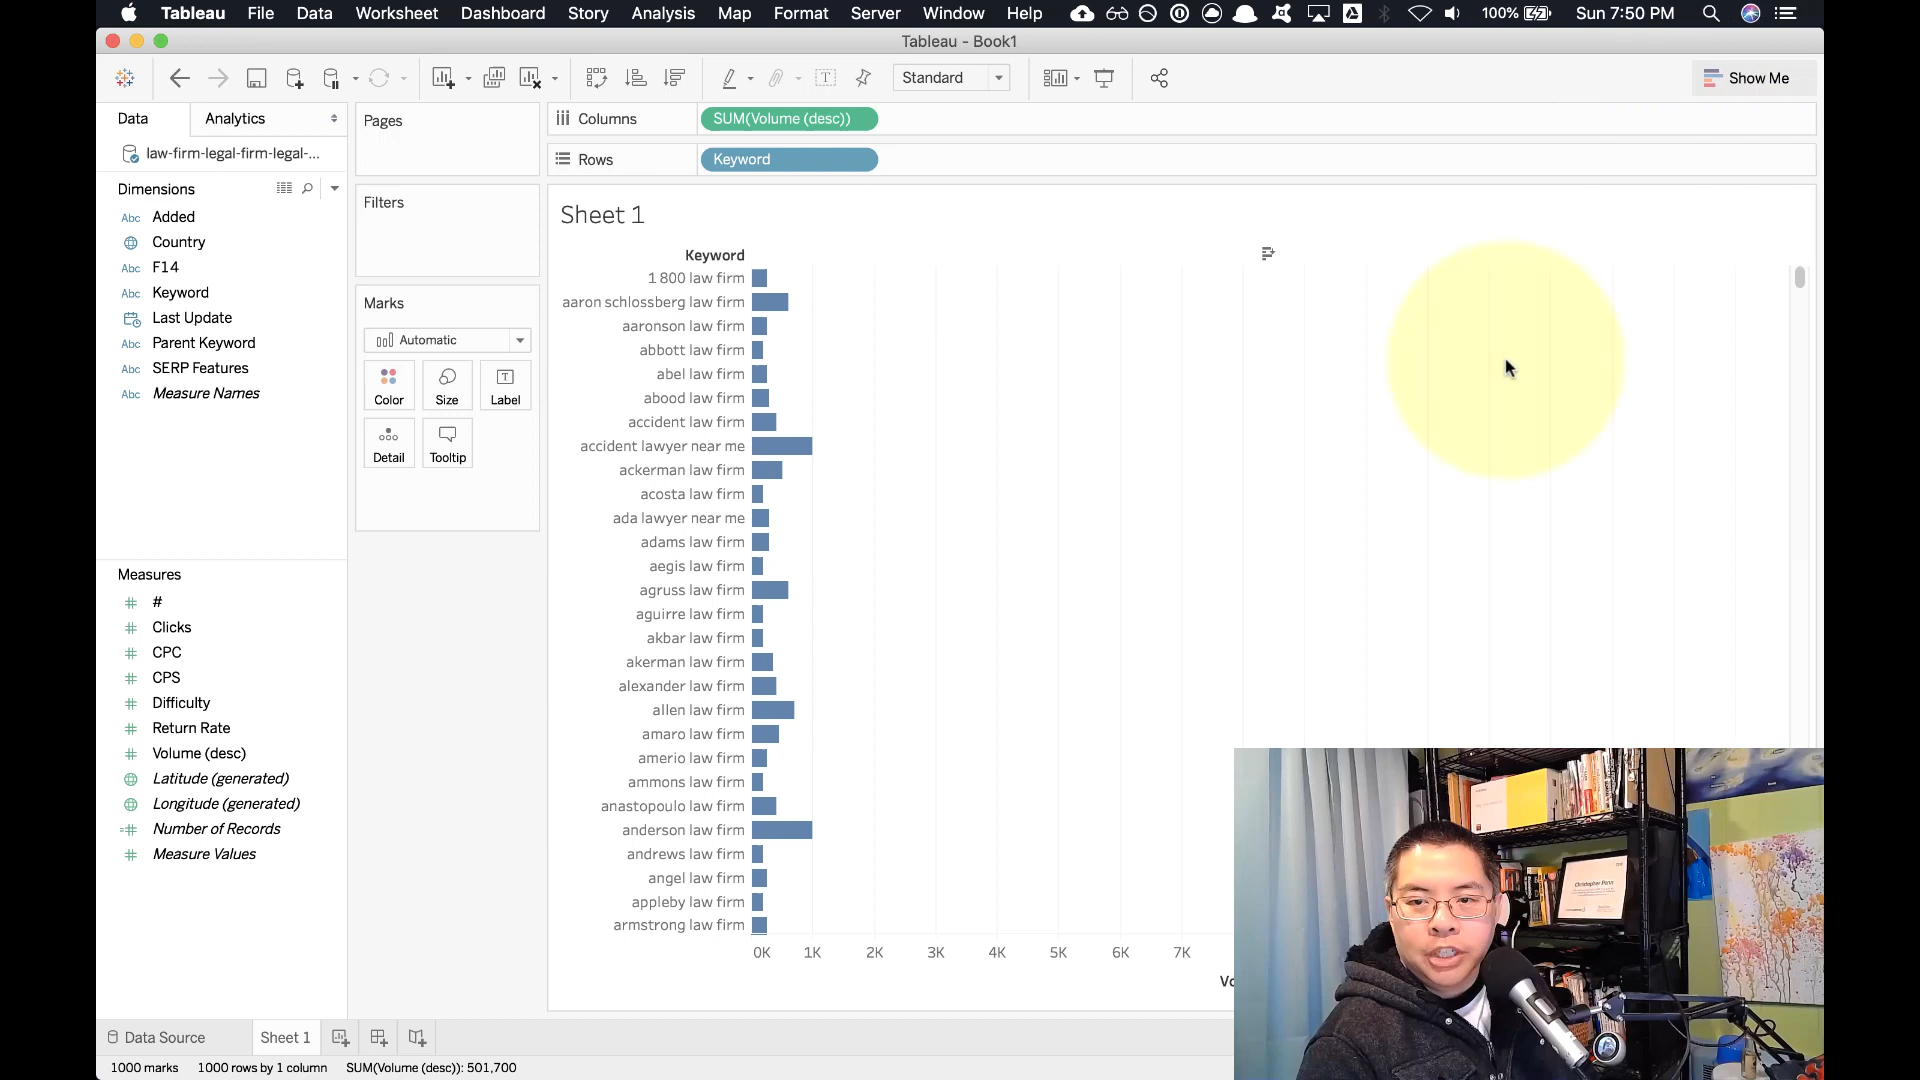 Tableau File Data Worksheet Dashboard Story Analysis Map Format Server Window Help 100% Sun 7:50 PM
Tableau - Book1
Standard
Show Me
Data Analytics
law-firm-legal-firm-legal-...
Dimensions
Abc Added
Country
Abc F14
Abc Keyword
Last Update
Abc Parent Keyword
Abc SERP Features
Abc Measure Names
Measures
# #
# Clicks
# CPC
# CPS
# Difficulty
# Return Rate
# Volume (desc)
Latitude (generated)
Longitude (generated)
=# Number of Records
# Measure Values
Pages
Filters
Marks
Automatic
Color Size Label
Detail Tooltip
Columns SUM(Volume (desc))
Rows Keyword
Sheet 1
Keyword
1 800 law firm
aaron schlossberg law firm
aaronson law firm
abbott law firm
abel law firm
abood law firm
accident law firm
accident lawyer near me
ackerman law firm
acosta law firm
ada lawyer near me
adams law firm
aegis law firm
agruss law firm
aguirre law firm
akbar law firm
akerman law firm
alexander law firm
allen law firm
amaro law firm
amerio law firm
ammons law firm
anastopoulo law firm
anderson law firm
andrews law firm
angel law firm
appleby law firm
armstrong law firm
0K 1K 2K 3K 4K 5K 6K 7K
Vo
Christopher Penn
Data Source Sheet 1
1000 marks 1000 rows by 1 column SUM(Volume (desc)): 501,700